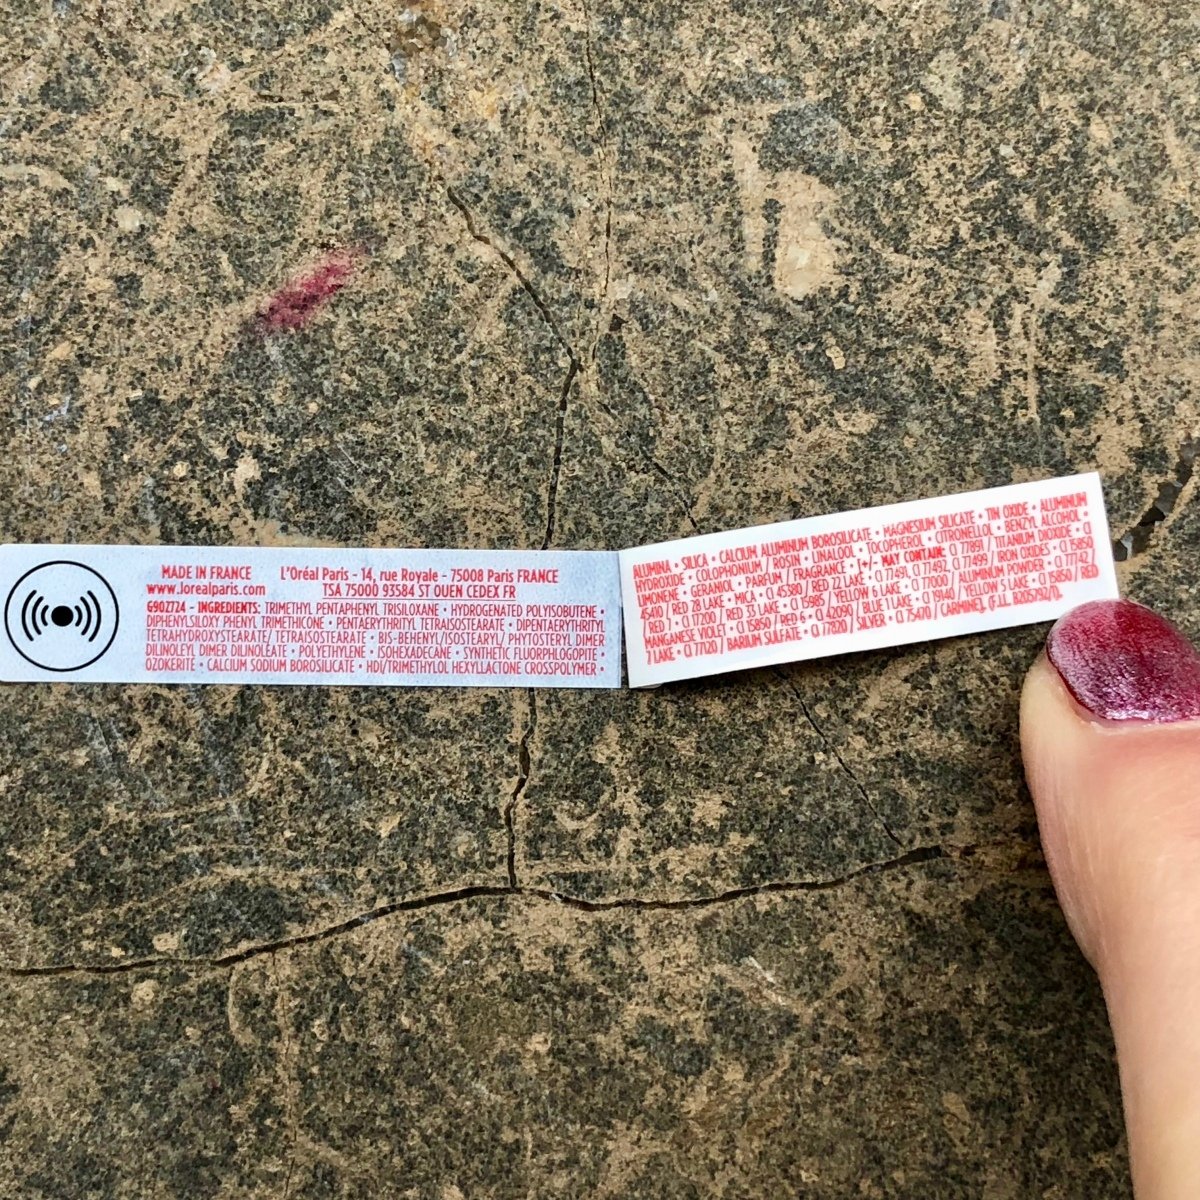 MADE IN FRANCE L'Oréal Paris - 14, rue Royale - 75008 Paris FRANCE
www.lorealparis.com TSA 75000 93584 ST OUEN CEDEX FR
G902724 - INGREDIENTS: TRIMETHYL PENTAPHENYL TRISILOXANE • HYDROGENATED POLYISOBUTENE •
DIPHENYLSILOXY PHENYL TRIMETHICONE • PENTAERYTHRITYL TETRAISOSTEARATE • DIPENTAERYTHRITYL
TETRAHYDROXYSTEARATE/ TETRAISOSTEARATE • BIS-BEHENYL/ISOSTEARYL/ PHYTOSTERYL DIMER
DILINOLEYL DIMER DILINOLEATE • POLYETHYLENE • ISOHEXADECANE • SYNTHETIC FLUORPHLOGOPITE •
OZOKERITE • CALCIUM SODIUM BOROSILICATE • HDI/TRIMETHYLOL HEXYLLACTONE CROSSPOLYMER •
ALUMINA • SILICA • CALCIUM ALUMINUM BOROSILICATE • MAGNESIUM SILICATE • TIN OXIDE • ALUMINUM
HYDROXIDE • COLOPHONIUM / ROSIN • LINALOOL • TOCOPHEROL • CITRONELLOL • BENZYL ALCOHOL •
LIMONENE • GERANIOL • PARFUM / FRAGRANCE • [+/- MAY CONTAIN: CI 77891 / TITANIUM DIOXIDE • CI
45410 / RED 28 LAKE • MICA • CI 45380 / RED 22 LAKE • CI 77491, CI 77492, CI 77499 / IRON OXIDES • CI 15850
RED 7 • CI 17200 / RED 33 LAKE • CI 15985 / YELLOW 6 LAKE • CI 77000 / ALUMINUM POWDER • CI 77742 /
MANGANESE VIOLET • CI 15850 / RED 6 • CI 42090 / BLUE 1 LAKE • CI 19140 / YELLOW 5 LAKE • CI 15850 / RED
7 LAKE • CI 77120 / BARIUM SULFATE • CI 77820 / SILVER • CI 75470 / CARMINE]. (F.I.L.